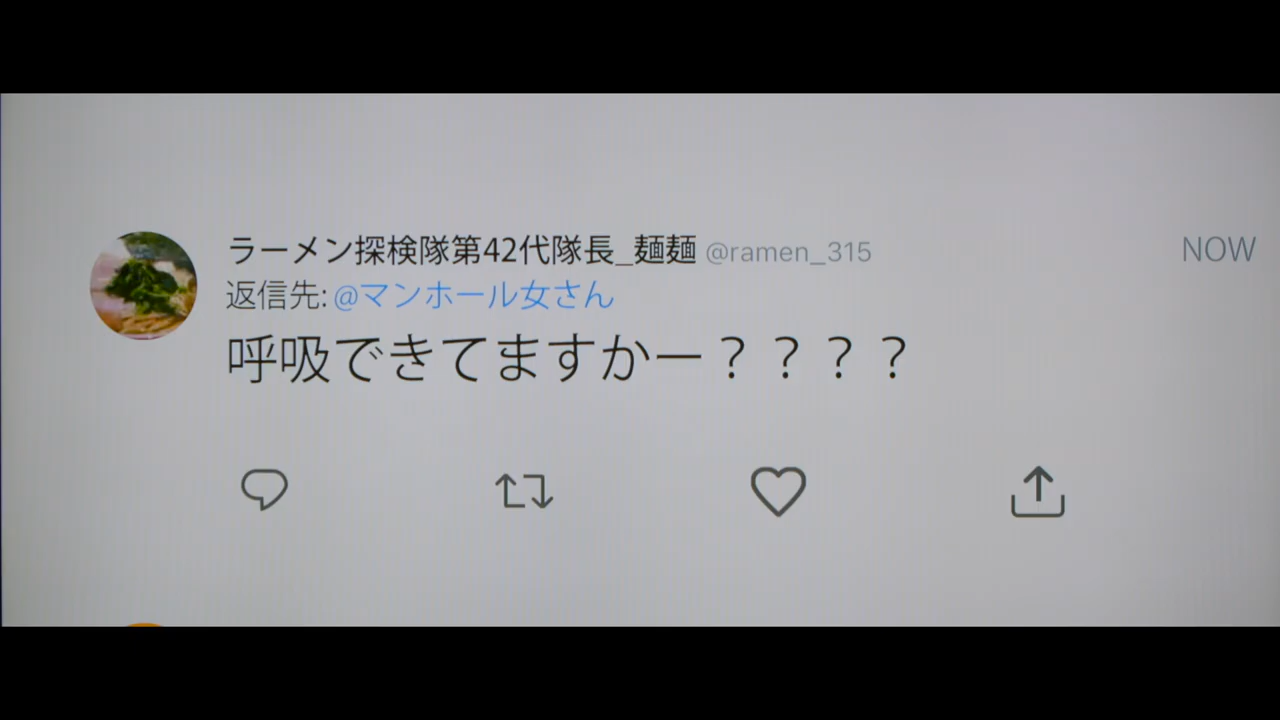 ラーメン探検隊第42代隊長_麺麺 @ramen_315 NOW
返信先: @マンホール女さん
呼吸できてますかー？？？？